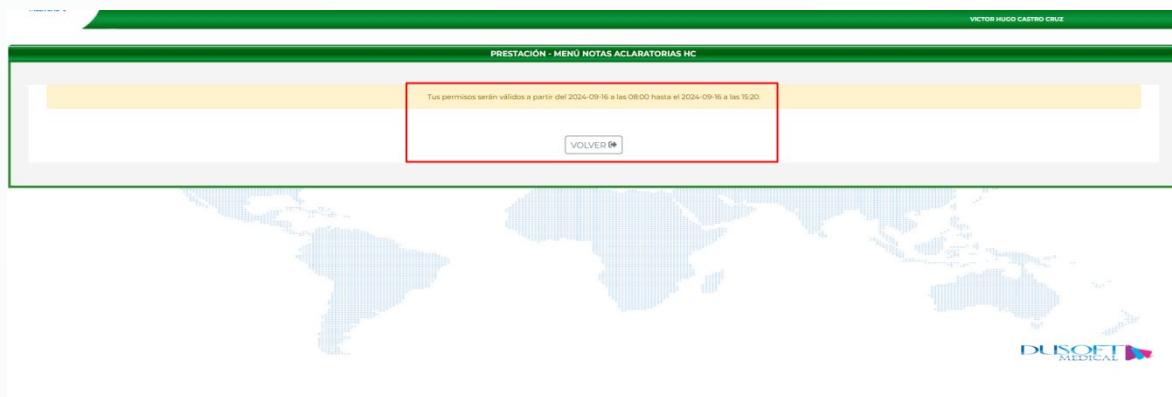 VICTOR HUGO CASTRO CRUZ
PRESTACIÓN - MENÚ NOTAS ACLARATORIAS HC
Tus permisos serán válidos a partir del 2024-09-16 a las 08:00 hasta el 2024-09-16 a las 15:20.
VOLVER
DUSOFT
MEDICAL